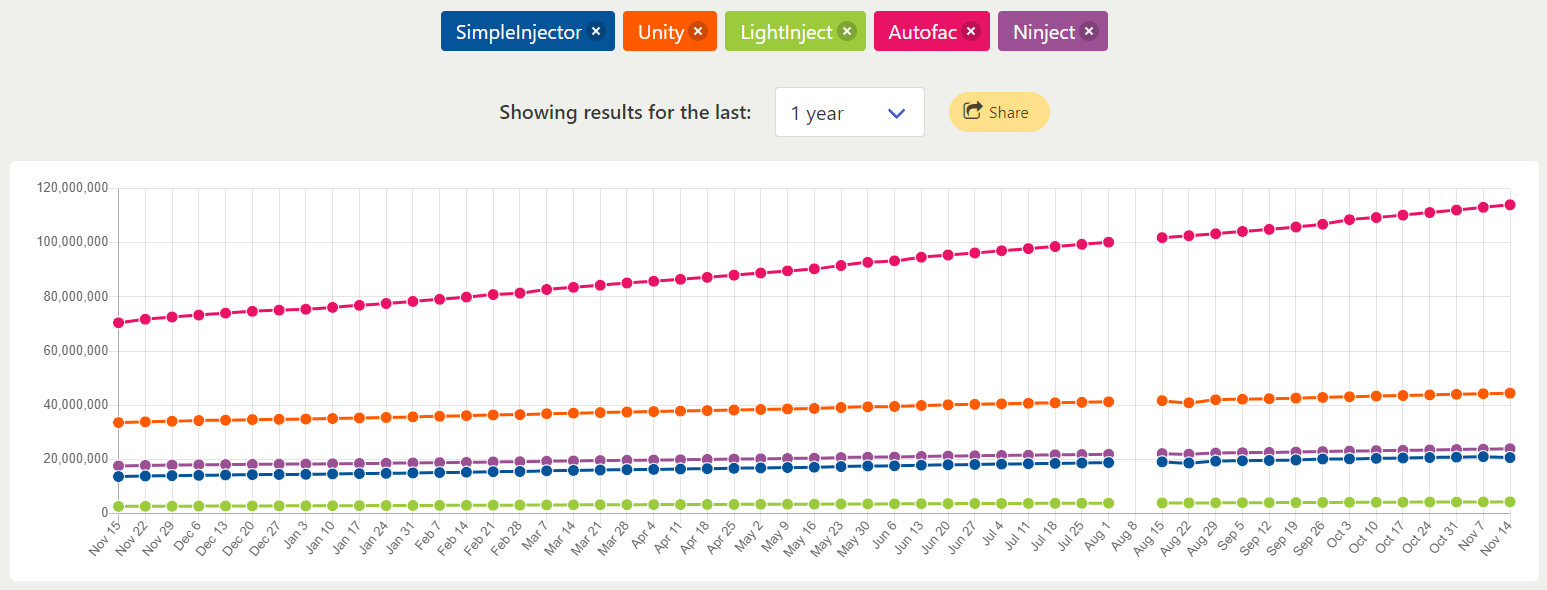 SimpleInjector × Unity × LightInject × Autofac × Ninject ×
Showing results for the last: 1 year Share
120,000,000
100,000,000
80,000,000
60,000,000
40,000,000
20,000,000
0
Nov 15 Nov 22 Nov 29 Dec 6 Dec 13 Dec 20 Dec 27 Jan 3 Jan 10 Jan 17 Jan 24 Jan 31 Feb 7 Feb 14 Feb 21 Feb 28 Mar 7 Mar 14 Mar 21 Mar 28 Apr 4 Apr 11 Apr 18 Apr 25 May 2 May 9 May 16 May 23 May 30 Jun 6 Jun 13 Jun 20 Jun 27 Jul 4 Jul 11 Jul 18 Jul 25 Aug 1 Aug 8 Aug 15 Aug 22 Aug 29 Sep 5 Sep 12 Sep 19 Sep 26 Oct 3 Oct 10 Oct 17 Oct 24 Oct 31 Nov 7 Nov 14